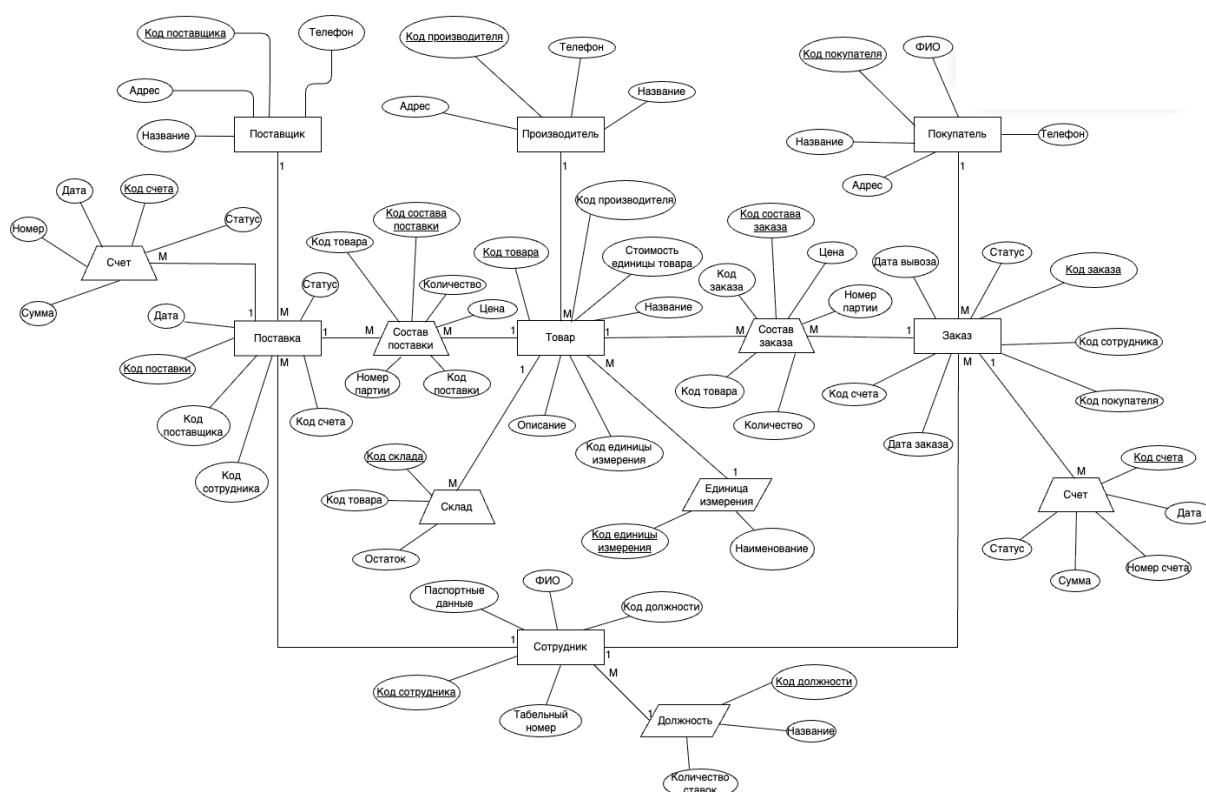 Код поставщика
Телефон
Адрес
Название
Поставщик
1
Код производителя
Телефон
Адрес
Название
Производитель
1
Код покупателя
ФИО
Название
Телефон
Адрес
Покупатель
1
Дата
Код счета
Номер
Статус
Счет
М
Сумма
1
М
Код товара
Код состава
поставки
Количество
Цена
Состав
поставки
М
М
Номер
партии
Код
поставки
Статус
Дата
Поставка
1
М
Код поставки
Код
поставщика
Код
сотрудника
Код счета
Код производителя
Код товара
Стоимость
единицы товара
Название
М
1
Товар
1
1
М
Описание
Код единицы
измерения
Код состава
заказа
Код
заказа
Цена
Номер
партии
М
Состав
заказа
М
Код товара
Количество
Дата вывоза
Статус
Код заказа
М
1
Заказ
М
1
Код сотрудника
Код счета
Код покупателя
Дата заказа
Код склада
М
Код товара
Склад
Остаток
1
Единица
измерения
Код единицы
измерения
Наименование
М
Код счета
Счет
Дата
Статус
Сумма
Номер счета
Паспортные
данные
ФИО
Код должности
1
Сотрудник
1
М
Код сотрудника
Табельный
номер
1
Должность
Код должности
Название
Количество
ставок